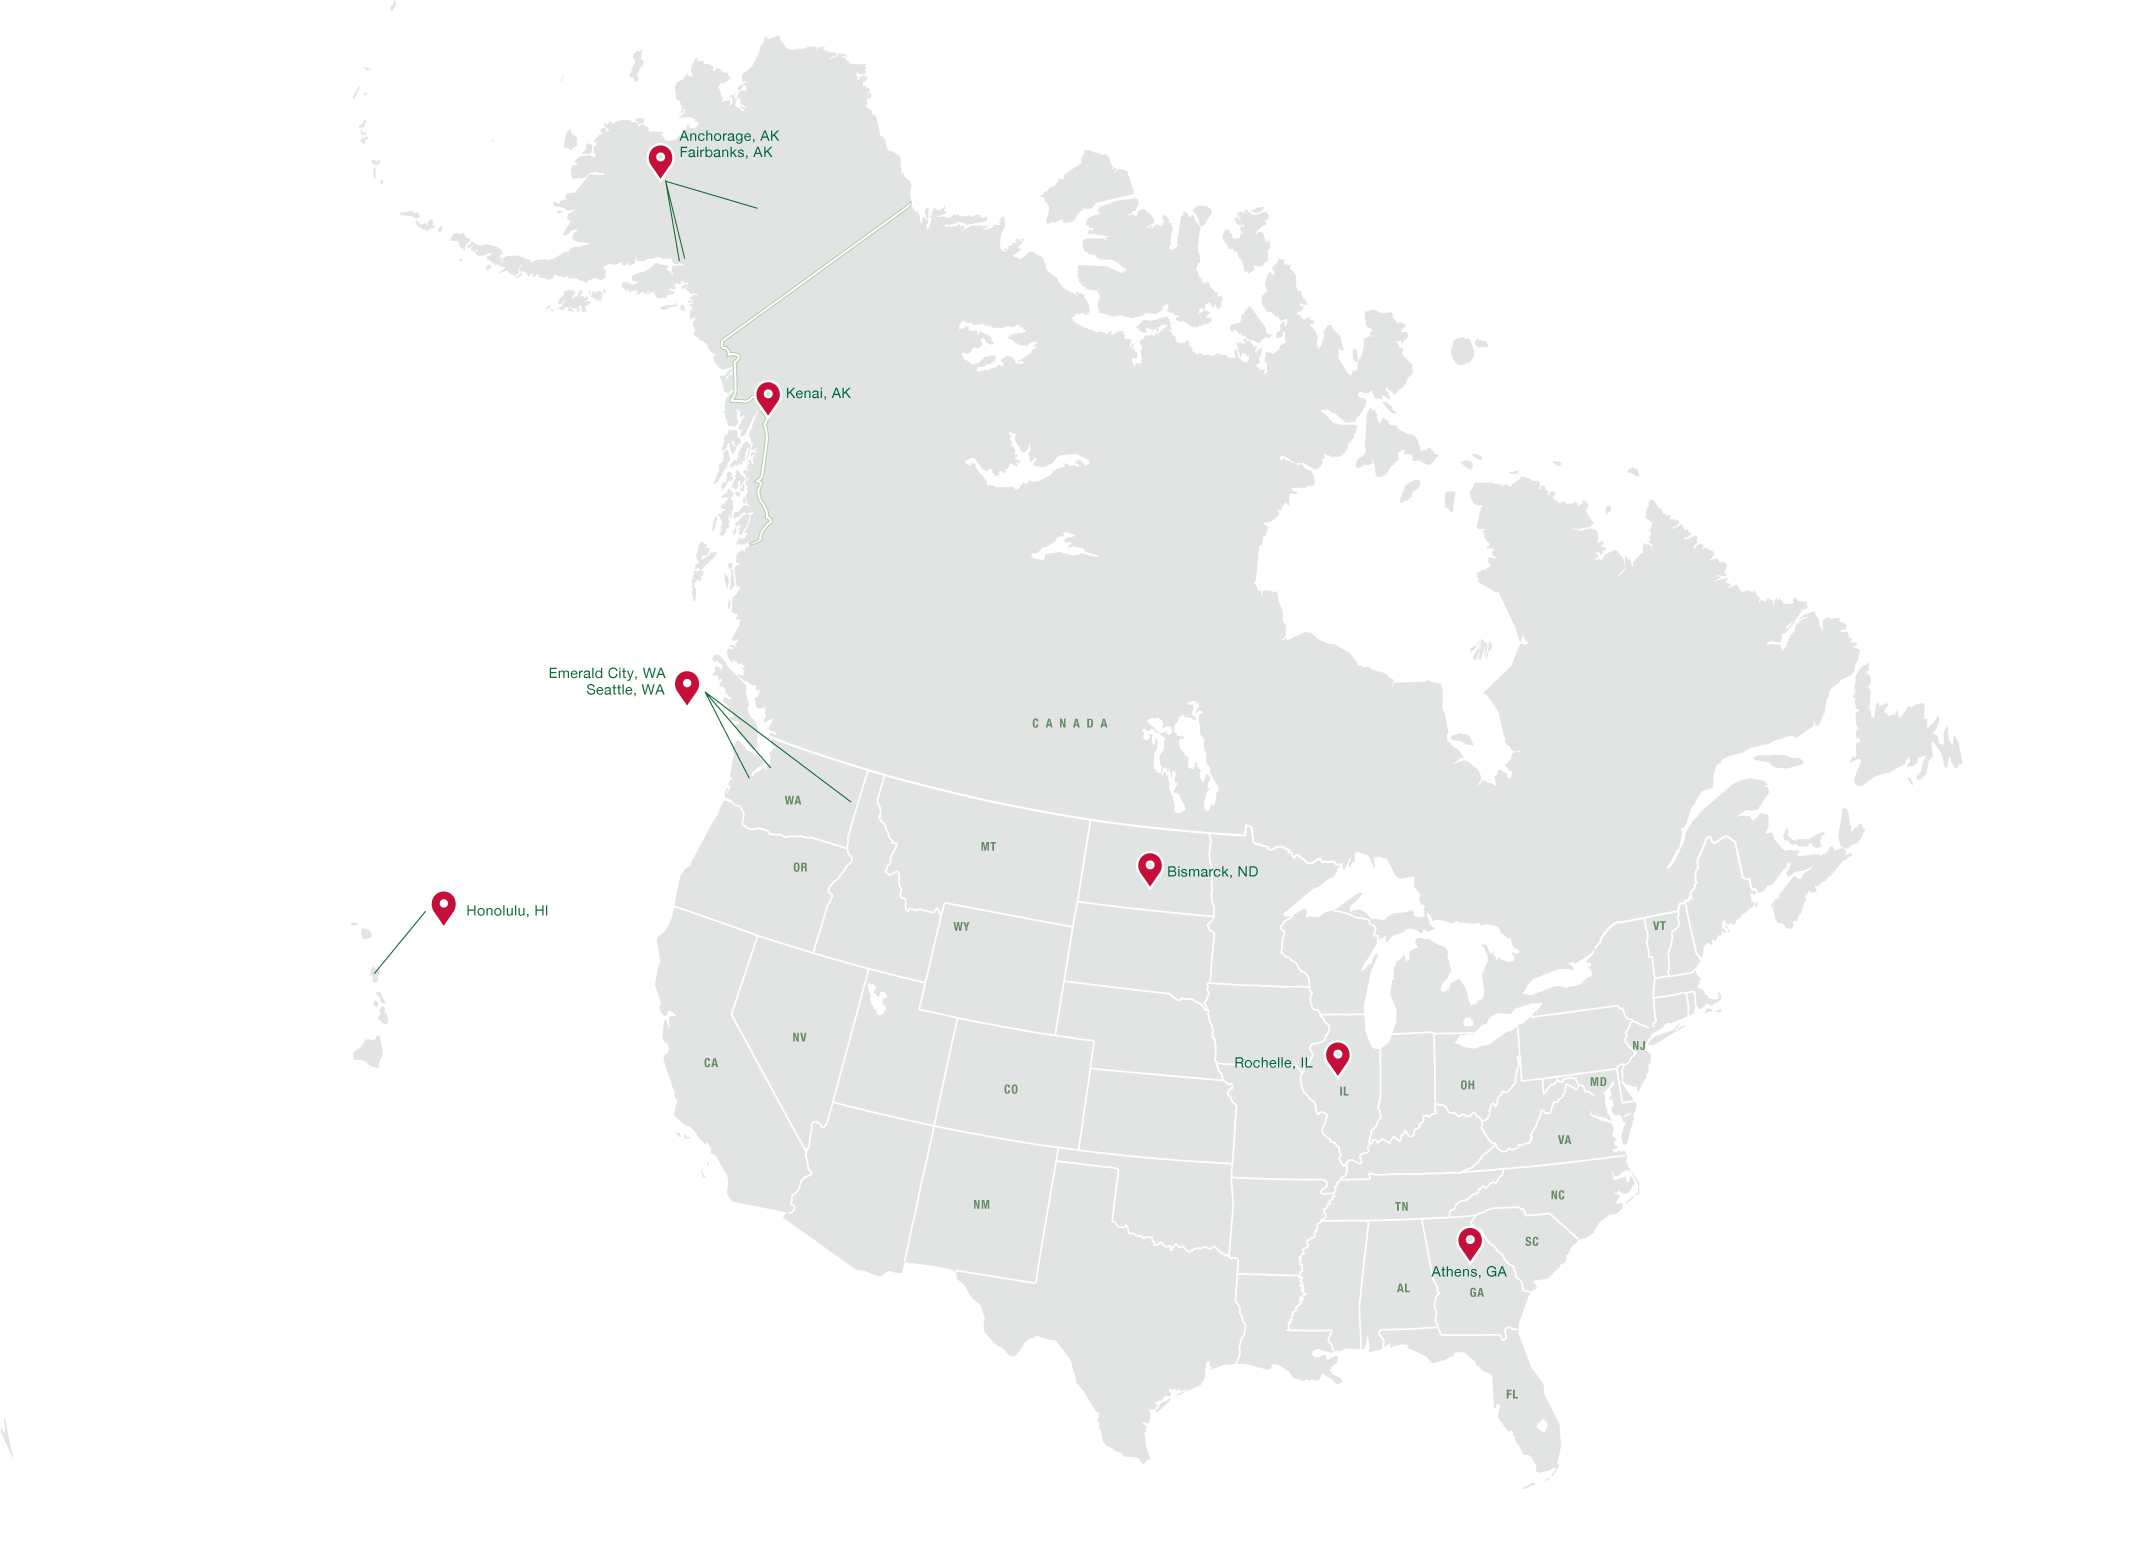 Anchorage, AK
Fairbanks, AK
Kenai, AK
Emerald City, WA
Seattle, WA
CANADA
WA
MT
OR
Bismarck, ND
Honolulu, HI
WY
VT
NV
NJ
CA
Rochelle, IL
CO
IL
OH
MD
VA
NM
TN
NC
SC
Athens, GA
AL
GA
FL